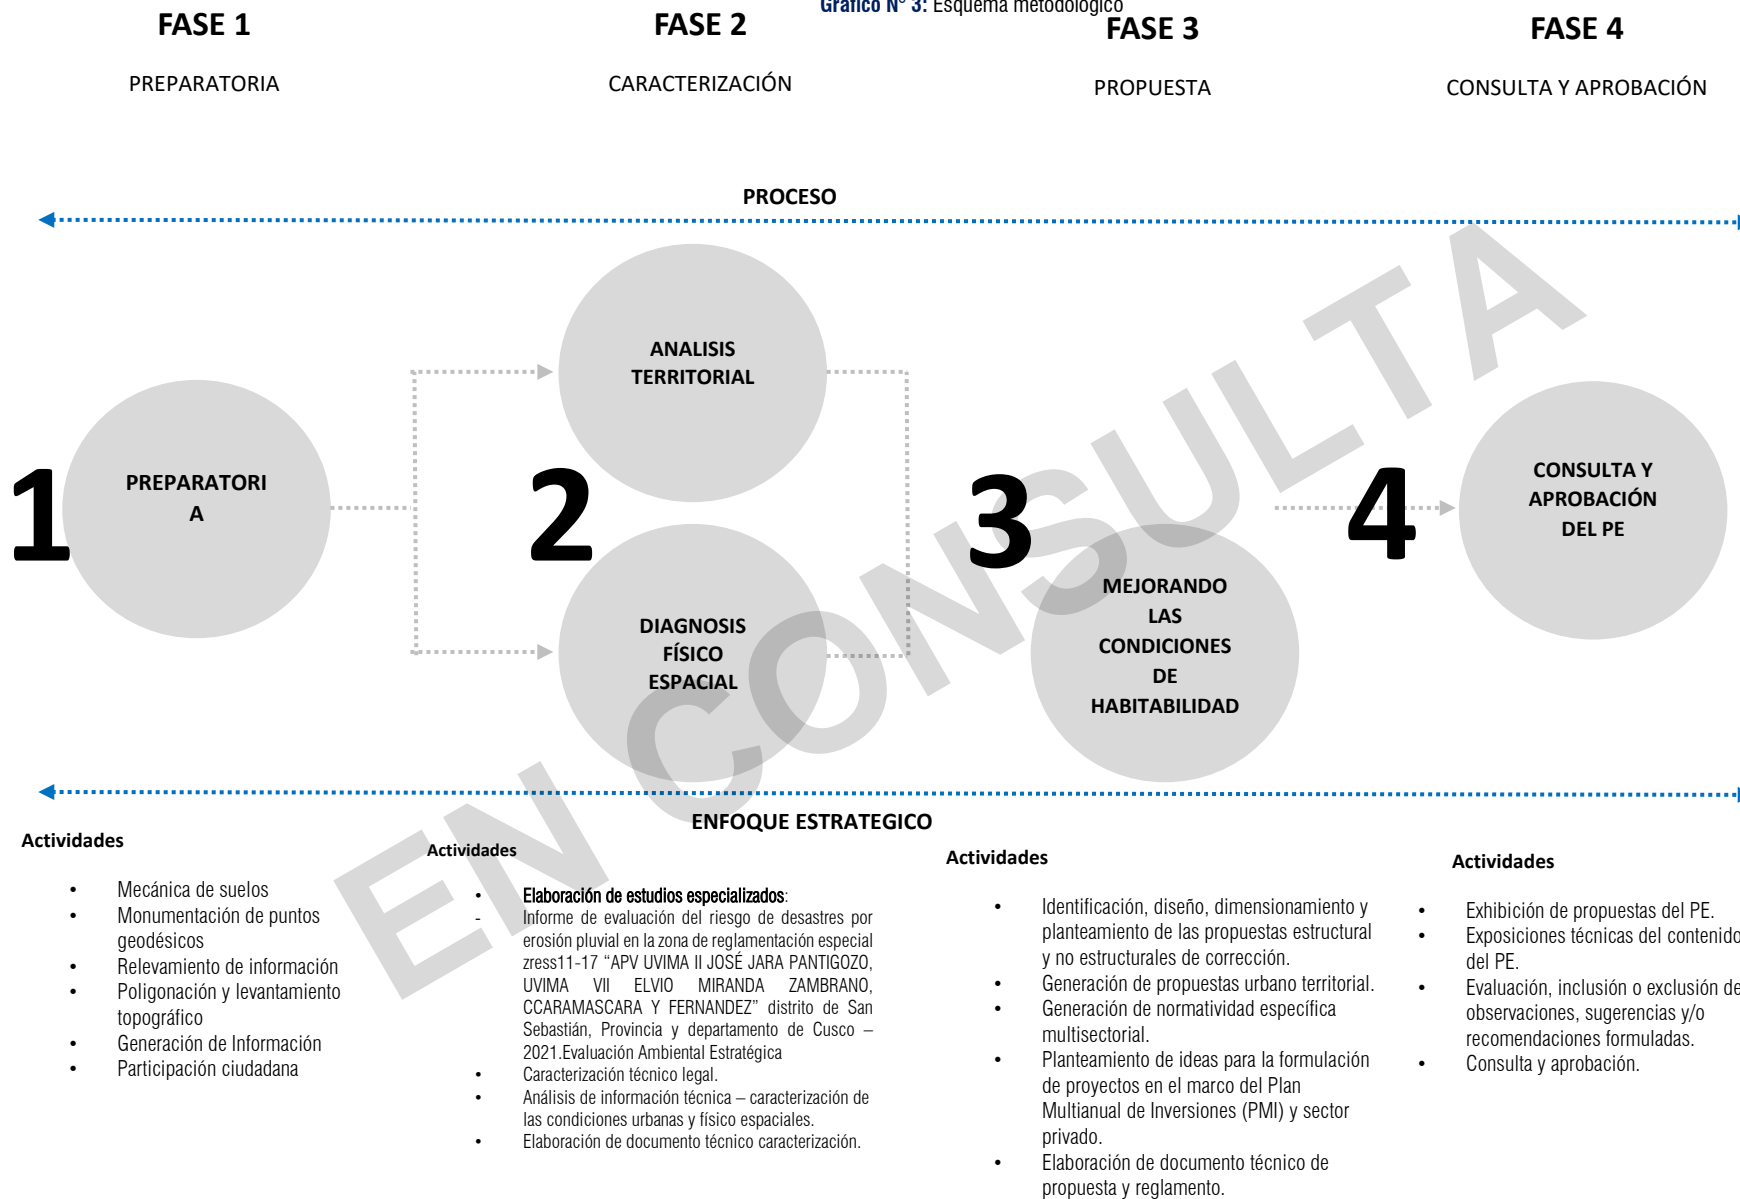 Gráfico N° 3: Esquema metodológico
FASE 1
PREPARATORIA
FASE 2
CARACTERIZACIÓN
FASE 3
PROPUESTA
FASE 4
CONSULTA Y APROBACIÓN
PROCESO
1
PREPARATORI
A
2
ANALISIS
TERRITORIAL
DIAGNOSIS
FÍSICO
ESPACIAL
3
MEJORANDO
LAS
CONDICIONES
DE
HABITABILIDAD
4
CONSULTA Y
APROBACIÓN
DEL PE
EN CONSULTA
ENFOQUE ESTRATEGICO
Actividades
• Mecánica de suelos
• Monumentación de puntos
geodésicos
• Relevamiento de información
• Poligonación y levantamiento
topográfico
• Generación de Información
• Participación ciudadana
Actividades
• Elaboración de estudios especializados:
- Informe de evaluación del riesgo de desastres por
erosión pluvial en la zona de reglamentación especial
zress11-17 “APV UVIMA II JOSÉ JARA PANTIGOZO,
UVIMA VII ELVIO MIRANDA ZAMBRANO,
CCARAMASCARA Y FERNANDEZ” distrito de San
Sebastián, Provincia y departamento de Cusco –
2021.Evaluación Ambiental Estratégica
• Caracterización técnico legal.
• Análisis de información técnica – caracterización de
las condiciones urbanas y físico espaciales.
• Elaboración de documento técnico caracterización.
Actividades
• Identificación, diseño, dimensionamiento y
planteamiento de las propuestas estructural
y no estructurales de corrección.
• Generación de propuestas urbano territorial.
• Generación de normatividad específica
multisectorial.
• Planteamiento de ideas para la formulación
de proyectos en el marco del Plan
Multianual de Inversiones (PMI) y sector
privado.
• Elaboración de documento técnico de
propuesta y reglamento.
Actividades
• Exhibición de propuestas del PE.
• Exposiciones técnicas del contenido
del PE.
• Evaluación, inclusión o exclusión de
observaciones, sugerencias y/o
recomendaciones formuladas.
• Consulta y aprobación.